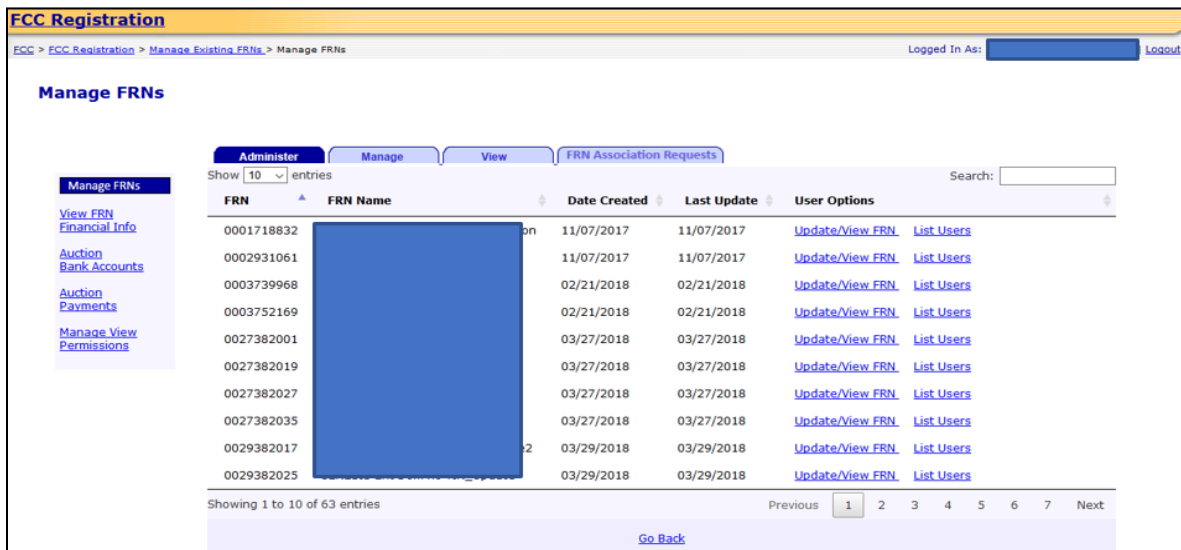 FCC Registration
FCC > FCC Registration > Manage Existing FRNs > Manage FRNs Logged In As: Logout
Manage FRNs
Administer Manage View FRN Association Requests
Show 10 entries Search:
Manage FRNs
View FRN
Financial Info
Auction
Bank Accounts
Auction
Payments
Manage View
Permissions
FRN FRN Name Date Created Last Update User Options
0001718832 on 11/07/2017 11/07/2017 Update/View FRN List Users
0002931061 11/07/2017 11/07/2017 Update/View FRN List Users
0003739968 02/21/2018 02/21/2018 Update/View FRN List Users
0003752169 02/21/2018 02/21/2018 Update/View FRN List Users
0027382001 03/27/2018 03/27/2018 Update/View FRN List Users
0027382019 03/27/2018 03/27/2018 Update/View FRN List Users
0027382027 03/27/2018 03/27/2018 Update/View FRN List Users
0027382035 03/27/2018 03/27/2018 Update/View FRN List Users
0029382017 e2 03/29/2018 03/29/2018 Update/View FRN List Users
0029382025 03/29/2018 03/29/2018 Update/View FRN List Users
Showing 1 to 10 of 63 entries Previous 1 2 3 4 5 6 7 Next
Go Back